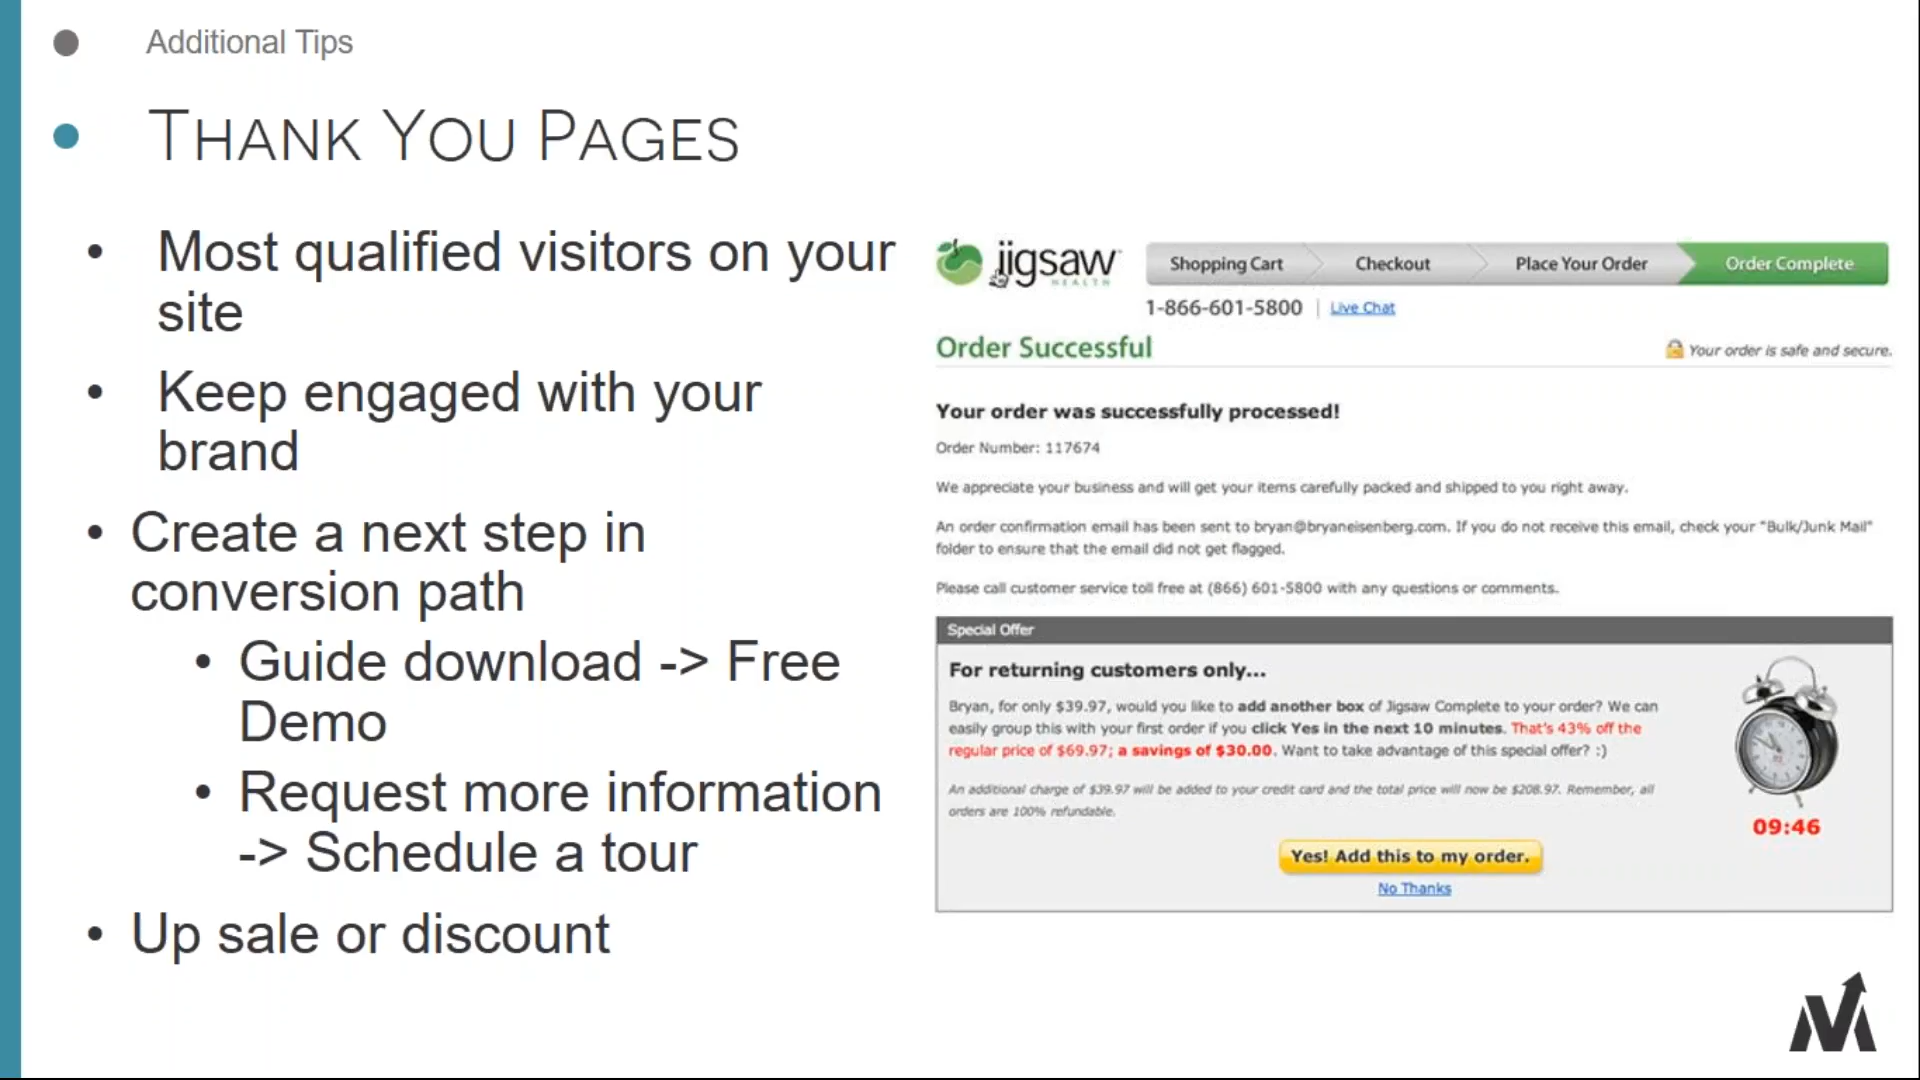 Additional Tips
THANK YOU PAGES
• Most qualified visitors on your
site
• Keep engaged with your
brand
• Create a next step in
conversion path
• Guide download -> Free
Demo
• Request more information
-> Schedule a tour
• Up sale or discount
jigsaw
HEALTH
Shopping Cart Checkout Place Your Order Order Complete
1-866-601-5800 | Live Chat
Order Successful
Your order is safe and secure.
Your order was successfully processed!
Order Number: 117674
We appreciate your business and will get your items carefully packed and shipped to you right away.
An order confirmation email has been sent to bryan@bryaneisenberg.com. If you do not receive this email, check your "Bulk/Junk Mail"
folder to ensure that the email did not get flagged.
Please call customer service toll free at (866) 601-5800 with any questions or comments.
Special Offer
For returning customers only...
Bryan, for only $39.97, would you like to add another box of Jigsaw Complete to your order? We can
easily group this with your first order if you click Yes in the next 10 minutes. That's 43% off the
regular price of $69.97; a savings of $30.00. Want to take advantage of this special offer? :)
An additional charge of $39.97 will be added to your credit card and the total price will now be $208.97. Remember, all
orders are 100% refundable.
09:46
Yes! Add this to my order.
No Thanks